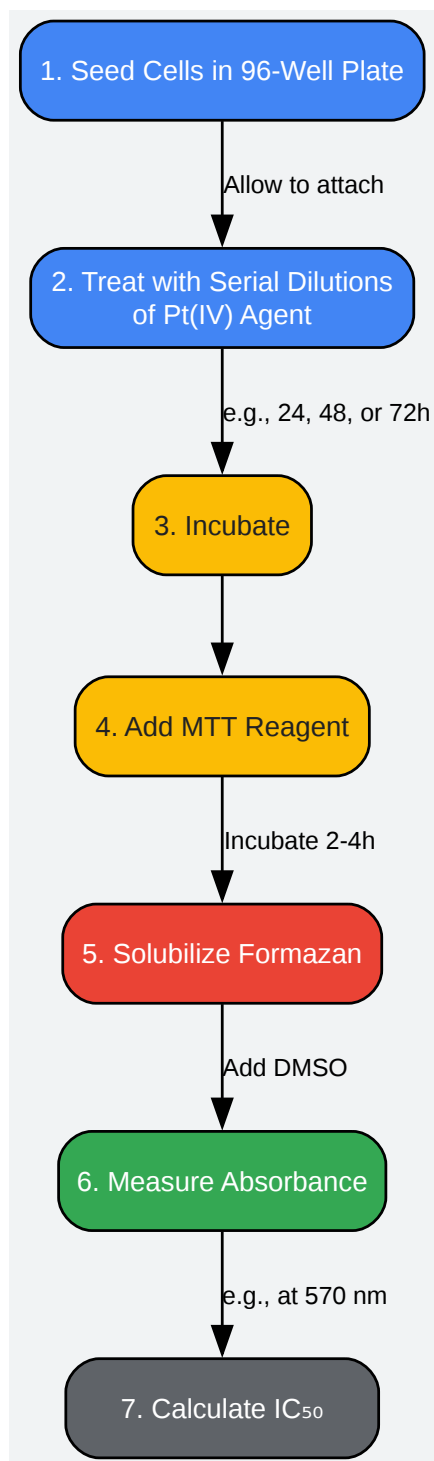 1. Seed Cells in 96-Well Plate
Allow to attach
2. Treat with Serial Dilutions
of Pt(IV) Agent
e.g., 24, 48, or 72h
3. Incubate
4. Add MTT Reagent
Incubate 2-4h
5. Solubilize Formazan
Add DMSO
6. Measure Absorbance
e.g., at 570 nm
7. Calculate IC₅₀